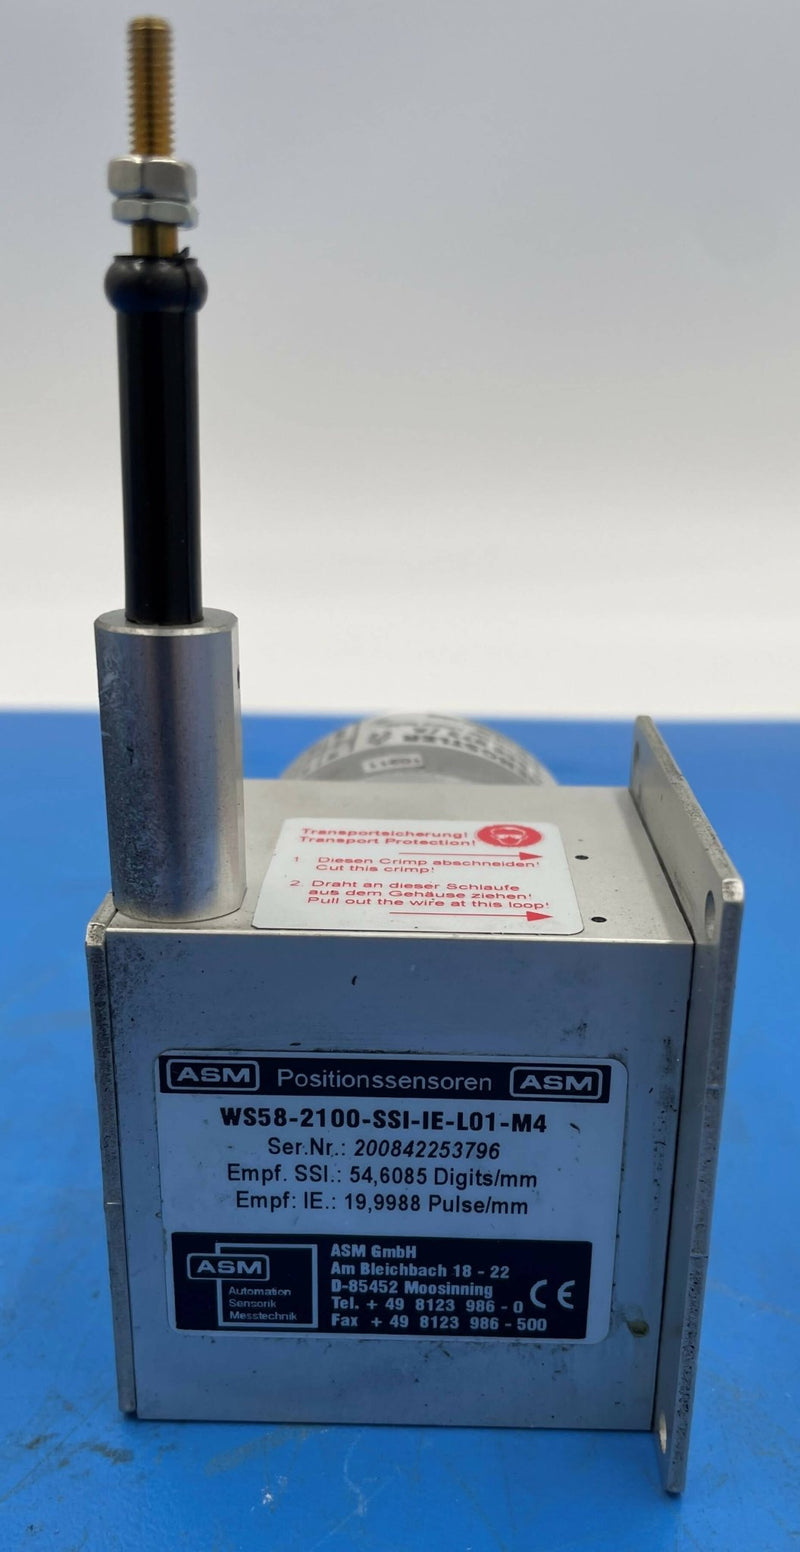 Transportsicherung!
Transport Protection!
1. Diesen Crimp abschneiden!
Cut this crimp!
2. Draht an dieser Schlaufe
aus dem Gehäuse ziehen!
Pull out the wire at this loop!
ASM Positionssensoren ASM
WS58-2100-SSI-IE-L01-M4
Ser.Nr.: 200842253796
Empf. SSI.: 54,6085 Digits/mm
Empf: IE.: 19,9988 Pulse/mm
ASM
Automation
Sensorik
Messtechnik
ASM GmbH
Am Bleichbach 18 - 22
D-85452 Moosinning
Tel. + 49 8123 986 - 0
Fax + 49 8123 986 - 500
CE